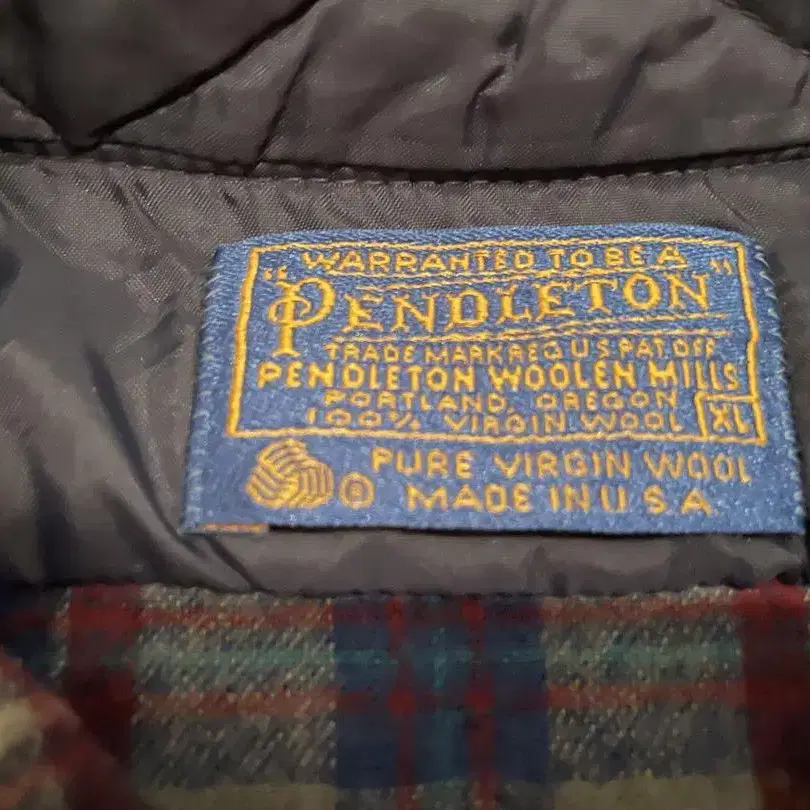 WARRANTED TO BE A
"PENDLETON"
TRADE MARK REG U S PAT. OFF
PENDLETON WOOLEN MILLS
PORTLAND, OREGON
100% VIRGIN WOOL XL
® PURE VIRGIN WOOL
MADE IN U S A